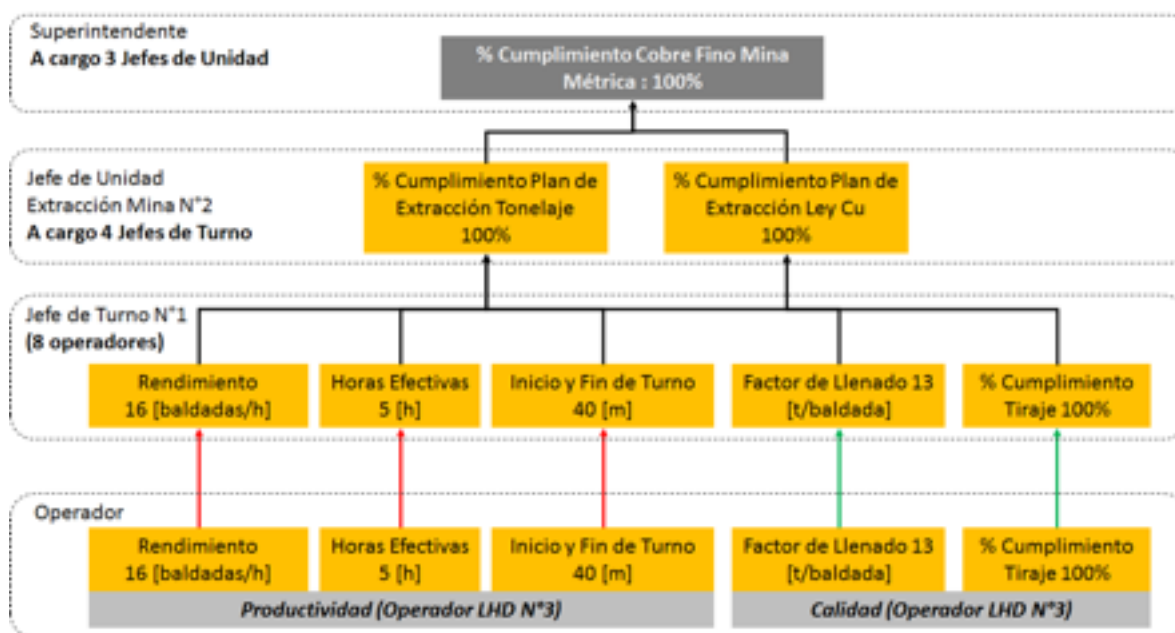 Superintendente
A cargo 3 Jefes de Unidad
% Cumplimiento Cobre Fino Mina
Métrica : 100%
Jefe de Unidad
Extracción Mina N°2
A cargo 4 Jefes de Turno
% Cumplimiento Plan de
Extracción Tonelaje
100%
% Cumplimiento Plan de
Extracción Ley Cu
100%
Jefe de Turno N°1
(8 operadores)
Rendimiento
16 [baldadas/h]
Horas Efectivas
5 [h]
Inicio y Fin de Turno
40 [m]
Factor de Llenado 13
[t/baldada]
% Cumplimiento
Tiraje 100%
Operador
Rendimiento
16 [baldadas/h]
Horas Efectivas
5 [h]
Inicio y Fin de Turno
40 [m]
Factor de Llenado 13
[t/baldada]
% Cumplimiento
Tiraje 100%
Productividad (Operador LHD N°3)
Calidad (Operador LHD N°3)